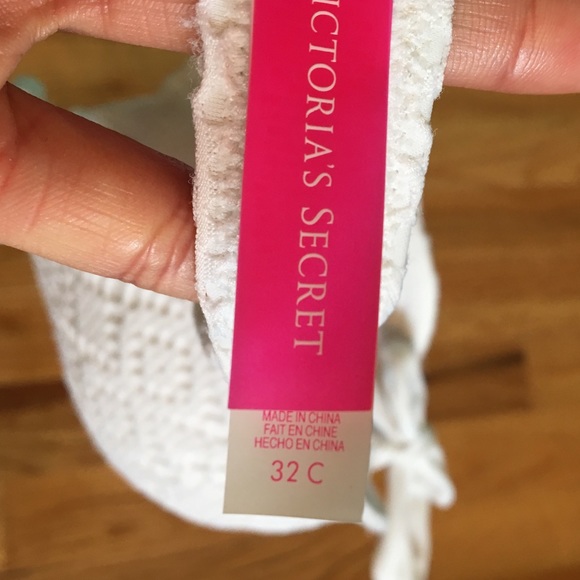 VICTORIA'S SECRET
MADE IN CHINA
FAIT EN CHINE
HECHO EN CHINA
32 C